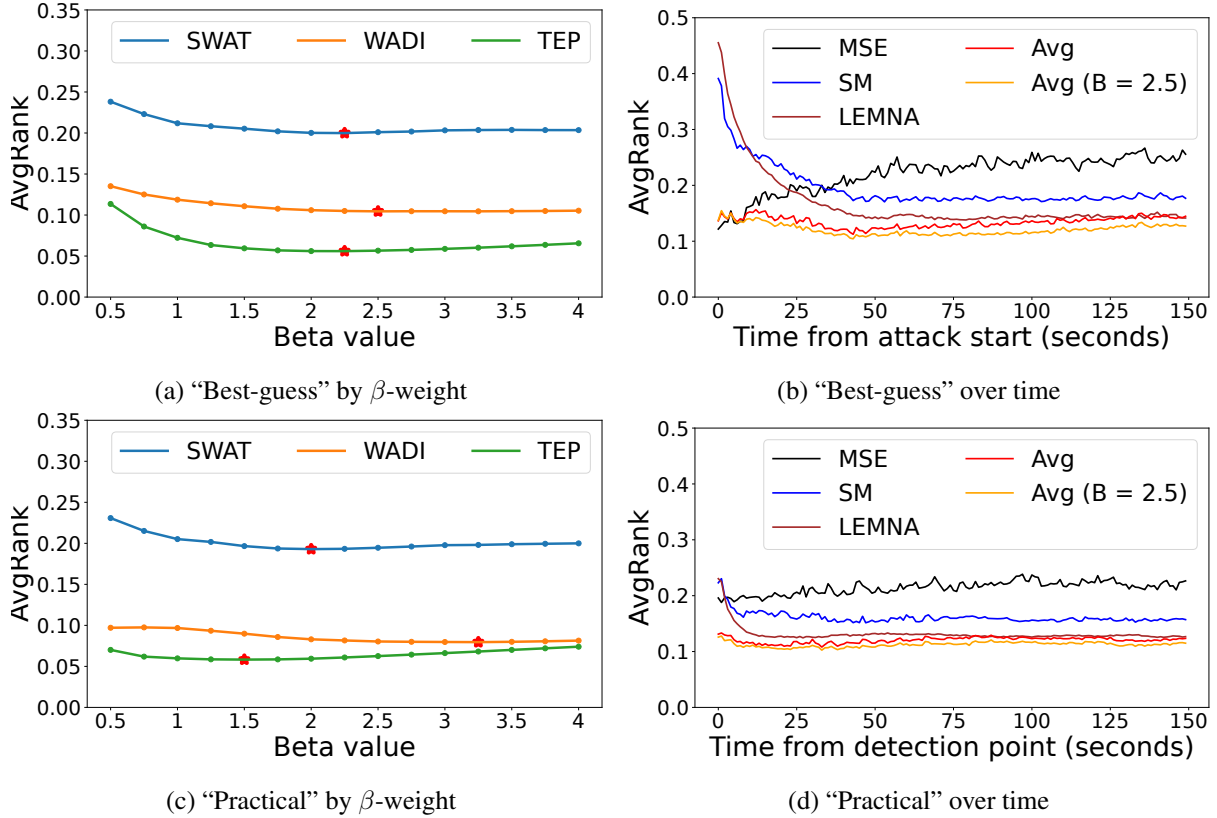 0.35
0.30
0.25
0.20
0.15
0.10
0.05
0.00
AvgRank
SWAT WADI TEP
0.5 1 1.5 2 2.5 3 3.5 4
Beta value
(a) “Best-guess” by β-weight
0.5
0.4
0.3
0.2
0.1
0.0
AvgRank
MSE Avg
SM Avg (B = 2.5)
LEMNA
0 25 50 75 100 125 150
Time from attack start (seconds)
(b) “Best-guess” over time
0.35
0.30
0.25
0.20
0.15
0.10
0.05
0.00
AvgRank
SWAT WADI TEP
0.5 1 1.5 2 2.5 3 3.5 4
Beta value
(c) “Practical” by β-weight
0.5
0.4
0.3
0.2
0.1
0.0
AvgRank
MSE Avg
SM Avg (B = 2.5)
LEMNA
0 25 50 75 100 125 150
Time from detection point (seconds)
(d) “Practical” over time